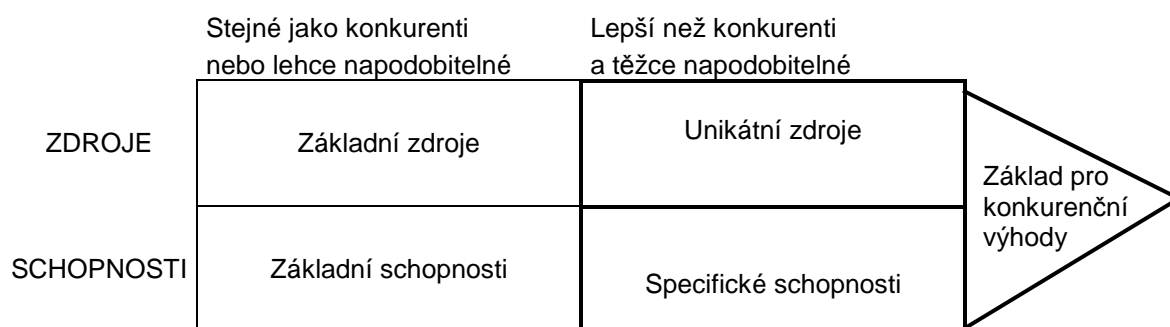 Stejné jako konkurenti
nebo lehce napodobitelné
Lepší než konkurenti
a těžce napodobitelné
ZDROJE
Základní zdroje
Unikátní zdroje
Základ pro
konkurenční
výhody
SCHOPNOSTI
Základní schopnosti
Specifické schopnosti